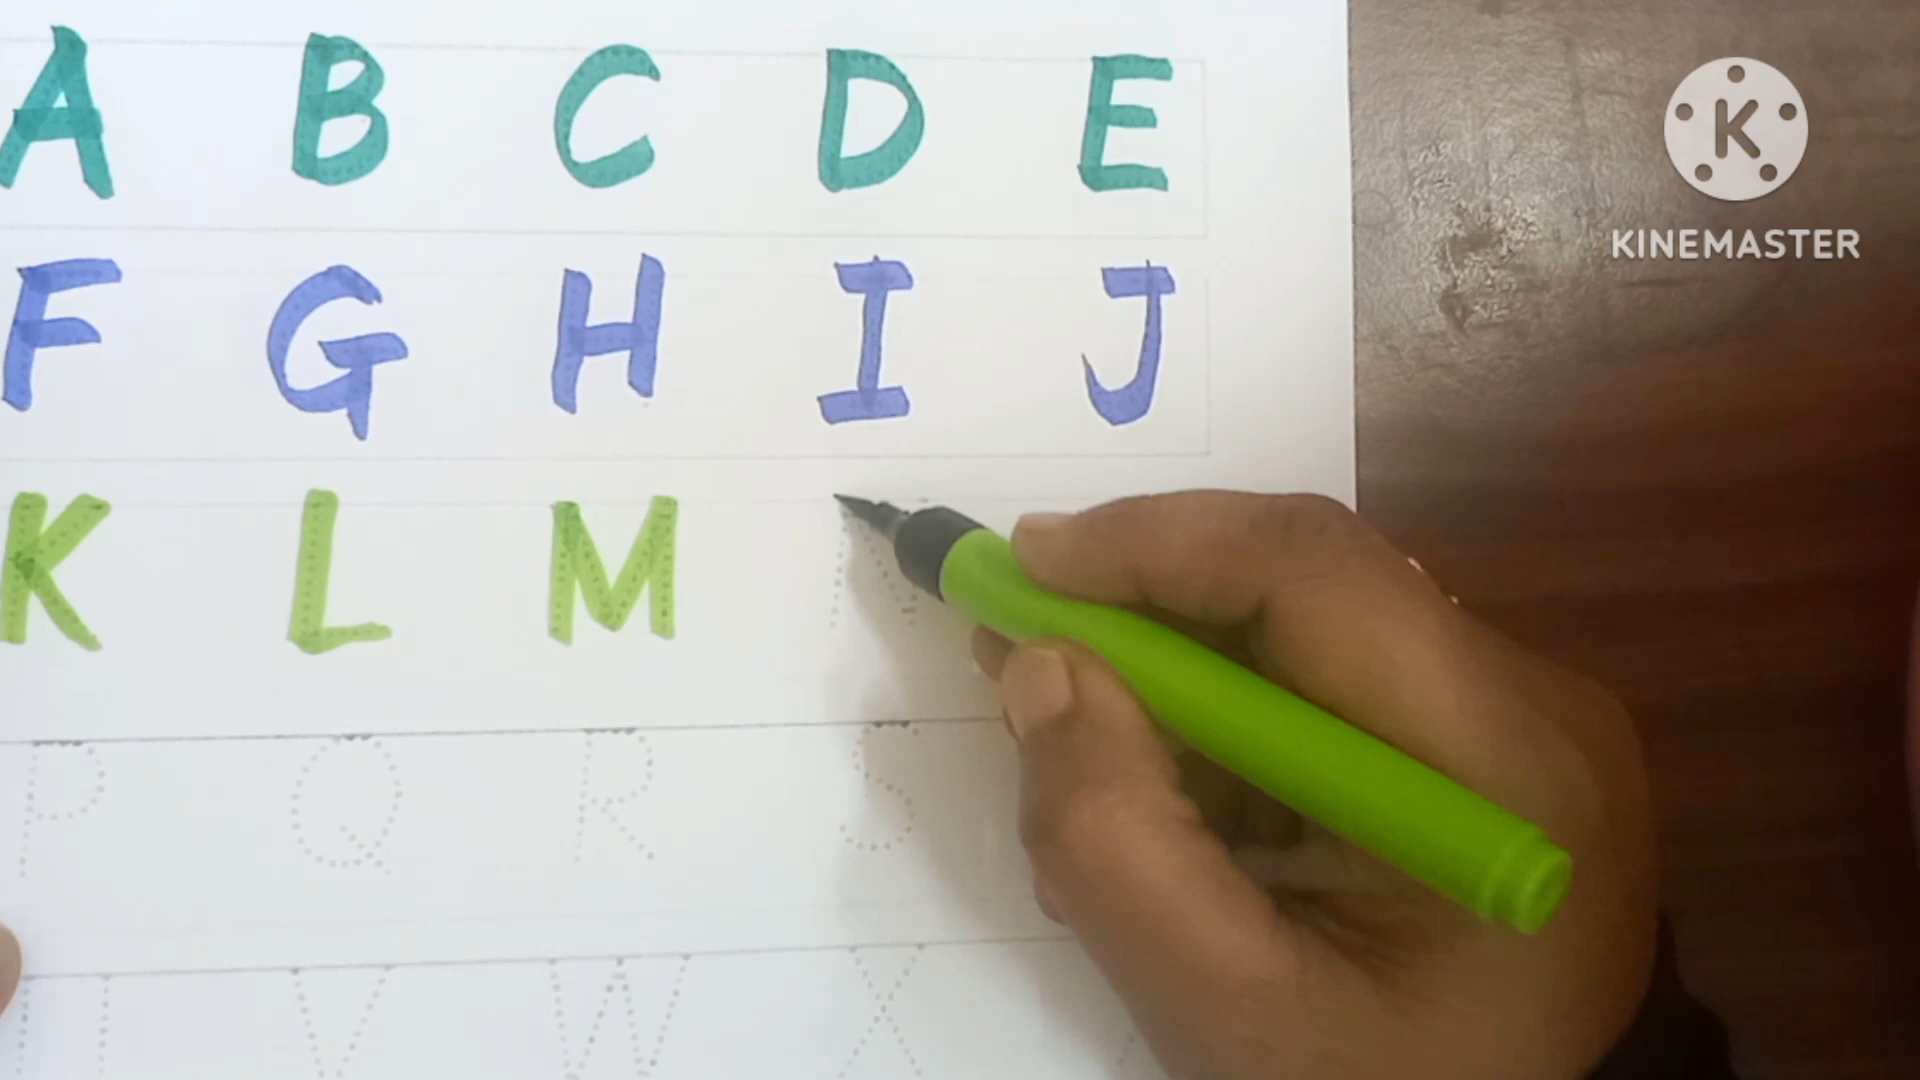 A B C D E
K
KINEMASTER
F G H I J
K L M N
P Q R S
U V W X